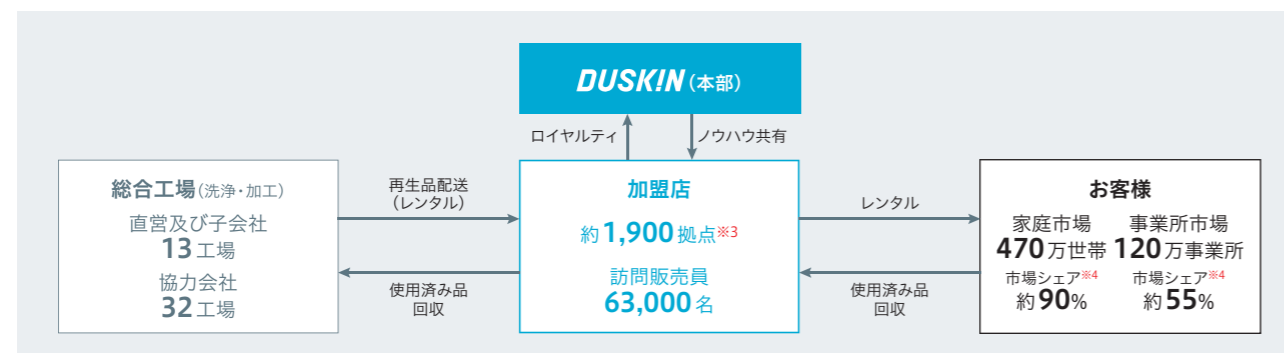 DUSKIN(本部)
ロイヤルティ
ノウハウ共有
総合工場(洗浄・加工)
直営及び子会社
13工場
協力会社
32工場
再生品配送
(レンタル)
使用済み品
回収
加盟店
約1,900拠点※3
訪問販売員
63,000名
レンタル
使用済み品
回収
お客様
家庭市場
470万世帯
市場シェア※4
約90%
事業所市場
120万事業所
市場シェア※4
約55%